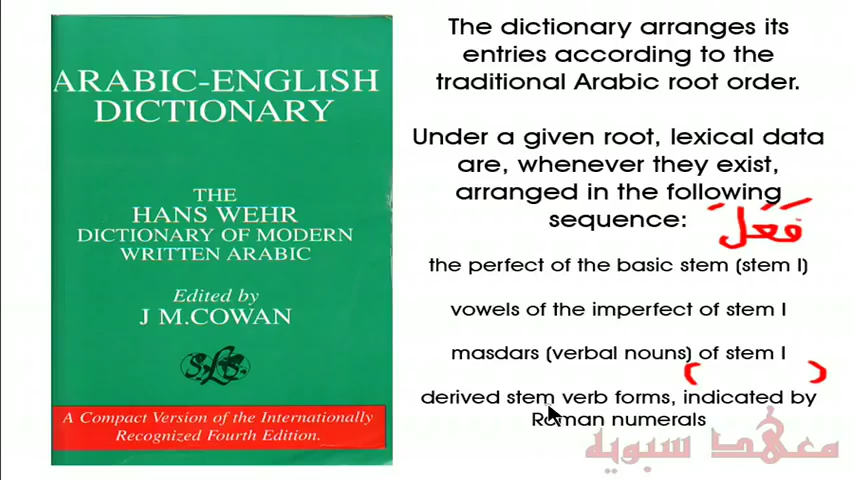 ARABIC-ENGLISH
DICTIONARY
THE
HANS WEHR
DICTIONARY OF MODERN
WRITTEN ARABIC
Edited by
J M.COWAN
SLS
A Compact Version of the Internationally
Recognized Fourth Edition.
The dictionary arranges its
entries according to the
traditional Arabic root order.
Under a given root, lexical data
are, whenever they exist,
arranged in the following
sequence:
فَعَلَ
the perfect of the basic stem (stem I)
vowels of the imperfect of stem I
masdars (verbal nouns) of stem I
( )
derived stem verb forms, indicated by
Roman numerals
معهد سيبويه